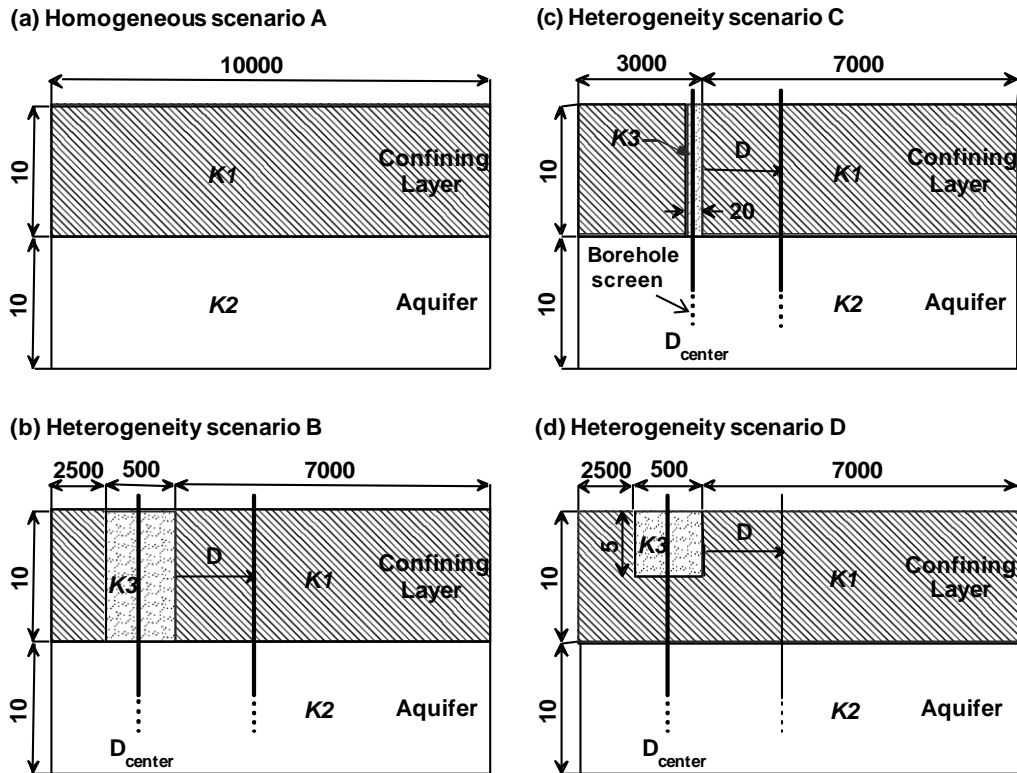 (a) Homogeneous scenario A
10000
10
K1
Confining
Layer
10
K2
Aquifer
(c) Heterogeneity scenario C
3000
7000
10
K3
D
K1
Confining
Layer
20
10
Borehole
screen
K2
Aquifer
Dcenter
(b) Heterogeneity scenario B
2500
500
7000
10
K3
D
K1
Confining
Layer
10
K2
Aquifer
Dcenter
(d) Heterogeneity scenario D
2500
500
7000
10
5
K3
D
K1
Confining
Layer
10
K2
Aquifer
Dcenter